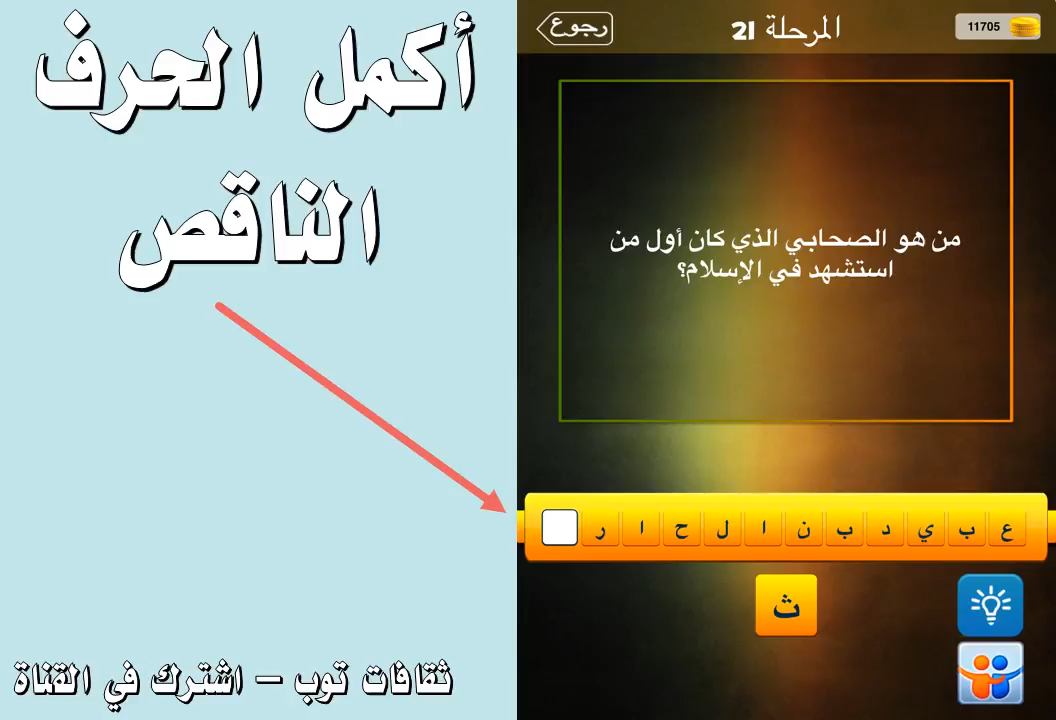 أكمل الحرف
الناقص
ثقافات توب – اشترك في القناة
رجوع
المرحلة 21
11705
من هو الصحابي الذي كان أول من
استشهد في الإسلام؟
ع ب ي د ب ن ا ل ح ا ر
ث